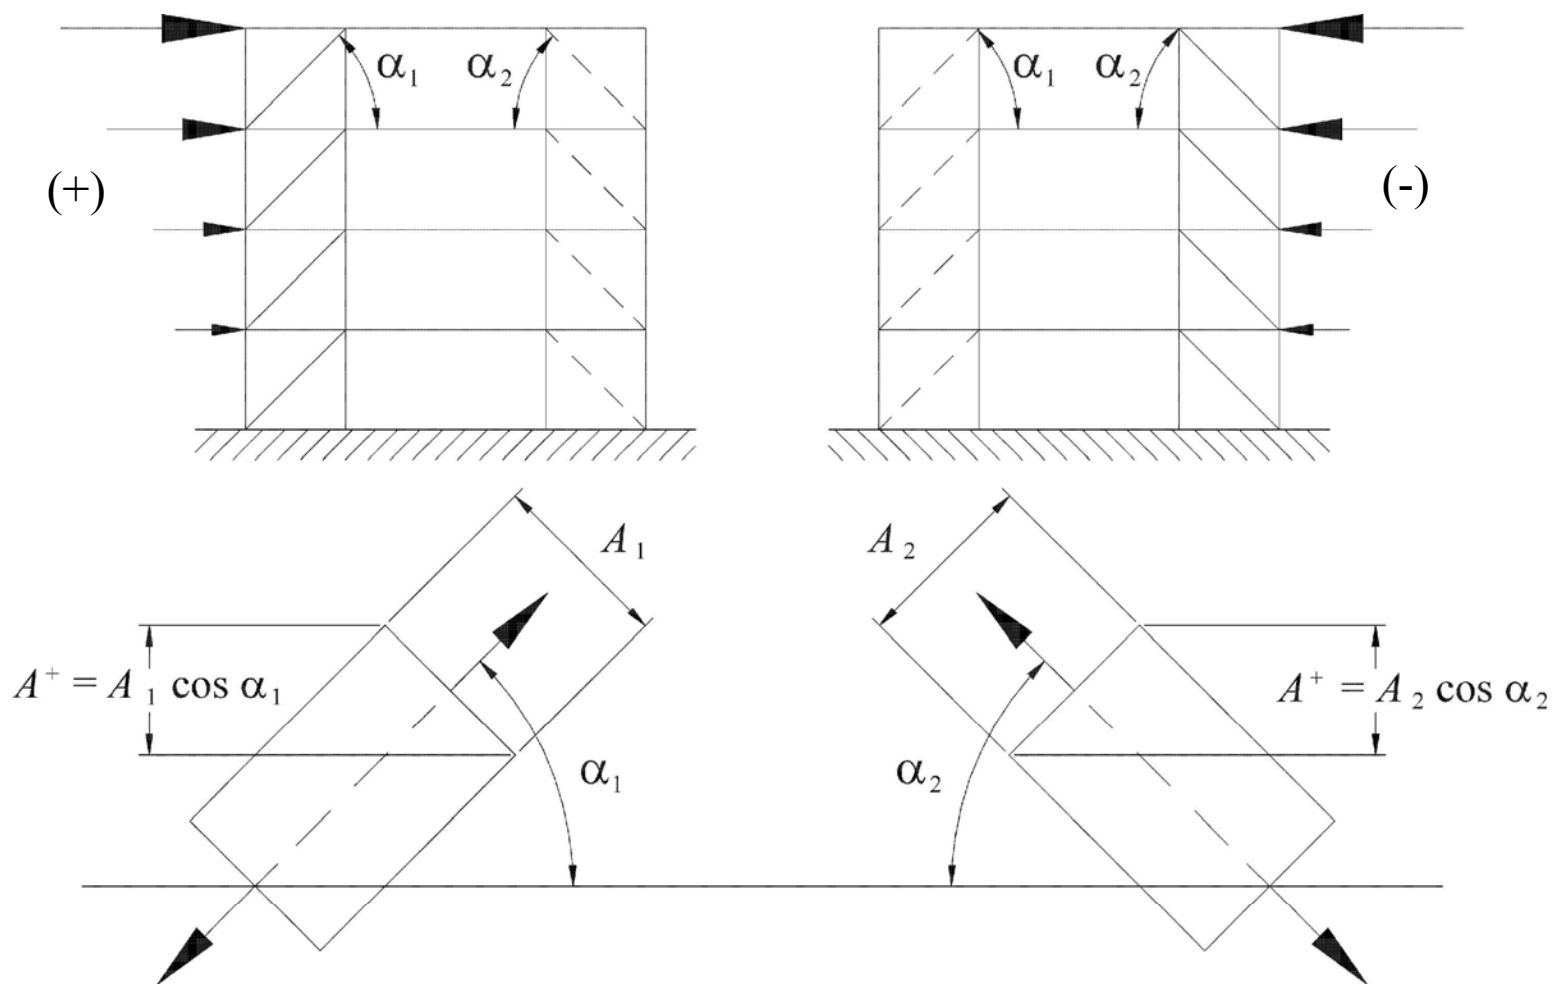 α₁ α₂ α₁ α₂
(+) (-)
A₁ A₂
A⁺ = A₁ cos α₁ A⁺ = A₂ cos α₂
α₁ α₂